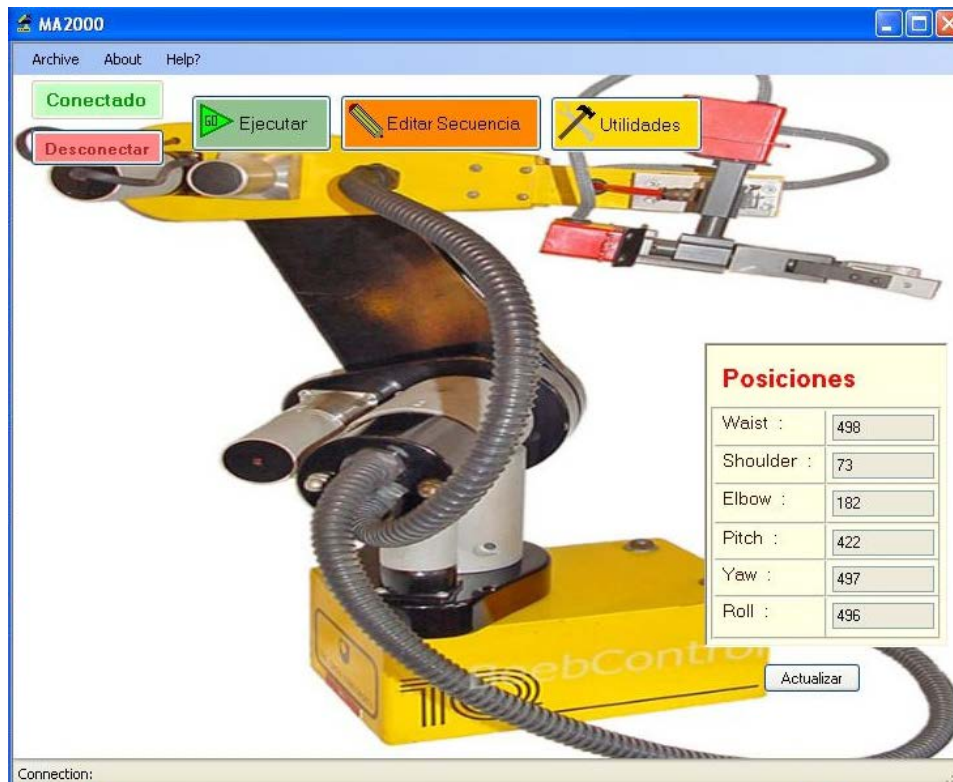 MA2000
Archive About Help?
Conectado
Desconectar
Ejecutar
Editar Secuencia
Utilidades
Posiciones
Waist : 498
Shoulder : 73
Elbow : 182
Pitch : 422
Yaw : 497
Roll : 496
Actualizar
Connection: